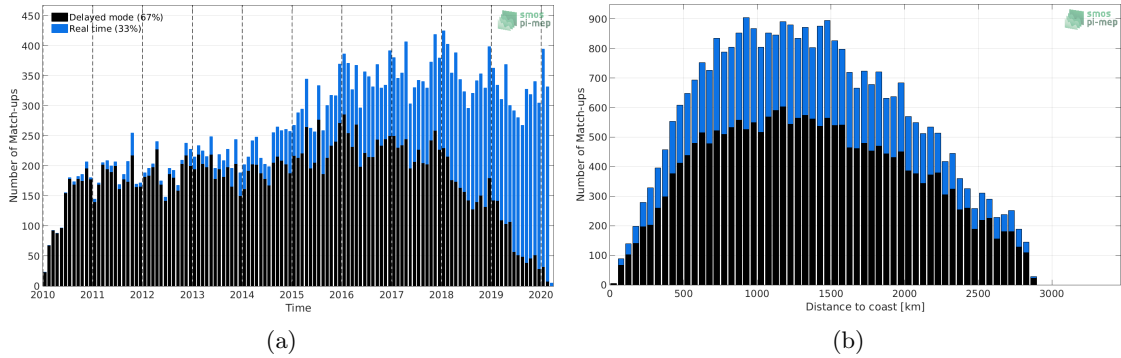 Delayed mode (67%)
Real time (33%)
smos
pi-mep
450
400
350
300
250
200
150
100
50
0
Number of Match-ups
2010 2011 2012 2013 2014 2015 2016 2017 2018 2019 2020
Time
(a)
smos
pi-mep
900
800
700
600
500
400
300
200
100
0
Number of Match-ups
0 500 1000 1500 2000 2500 3000
Distance to coast [km]
(b)